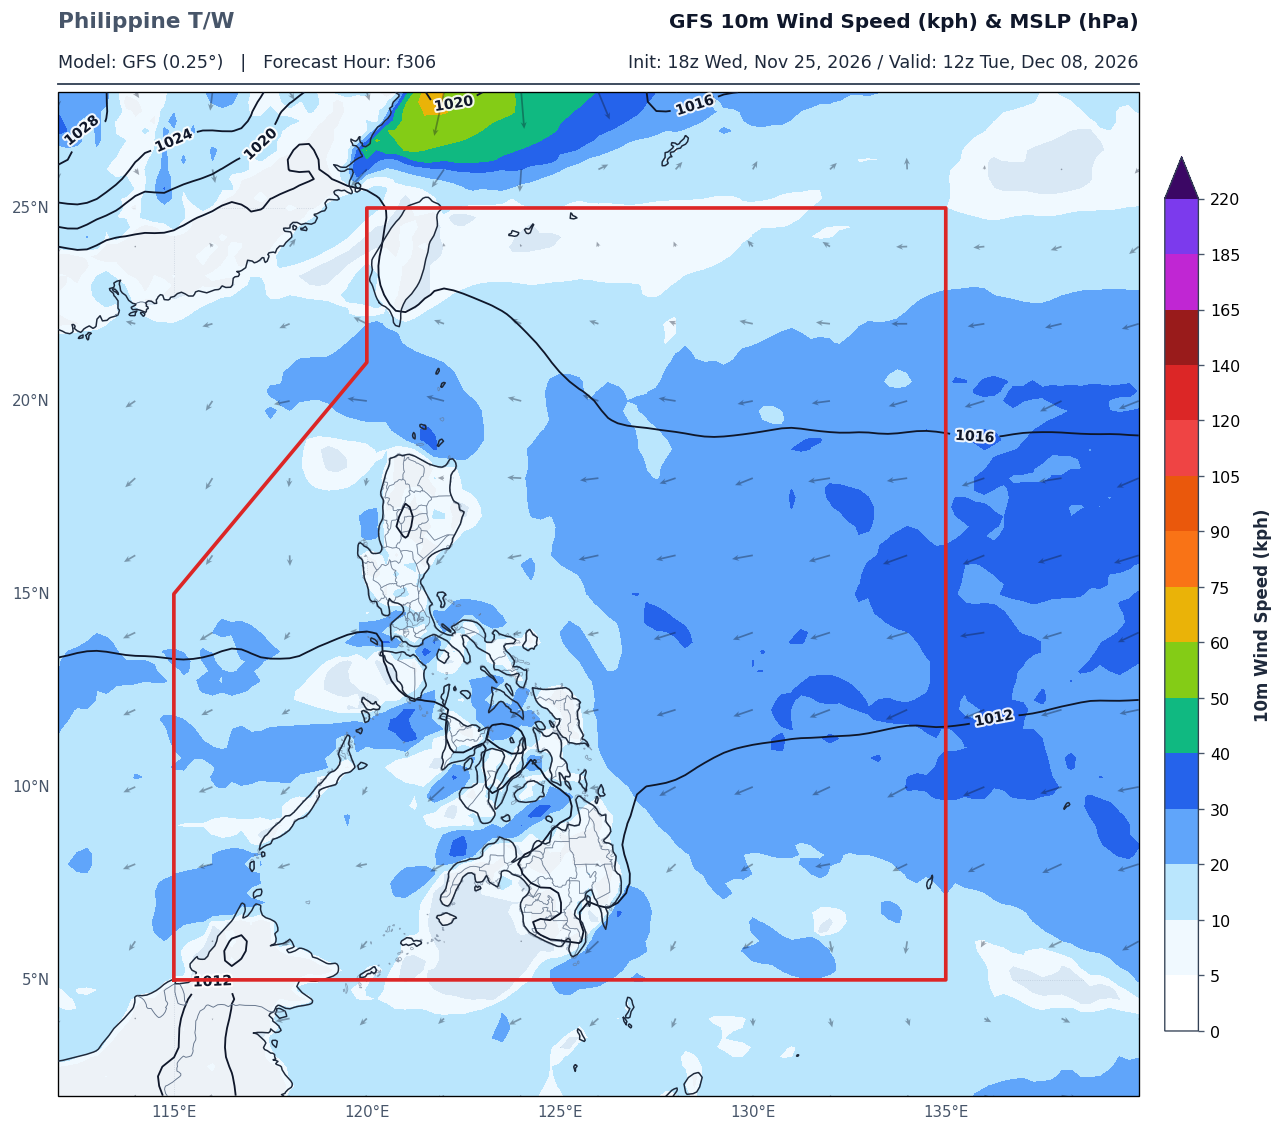 Philippine T/W
GFS 10m Wind Speed (kph) & MSLP (hPa)
Model: GFS (0.25°) | Forecast Hour: f306
Init: 18z Wed, Nov 25, 2026 / Valid: 12z Tue, Dec 08, 2026
1028
1024
1020
1020
1016
1016
1012
1012
25°N
20°N
15°N
10°N
5°N
115°E
120°E
125°E
130°E
135°E
220
185
165
140
120
105
90
75
60
50
40
30
20
10
5
0
10m Wind Speed (kph)